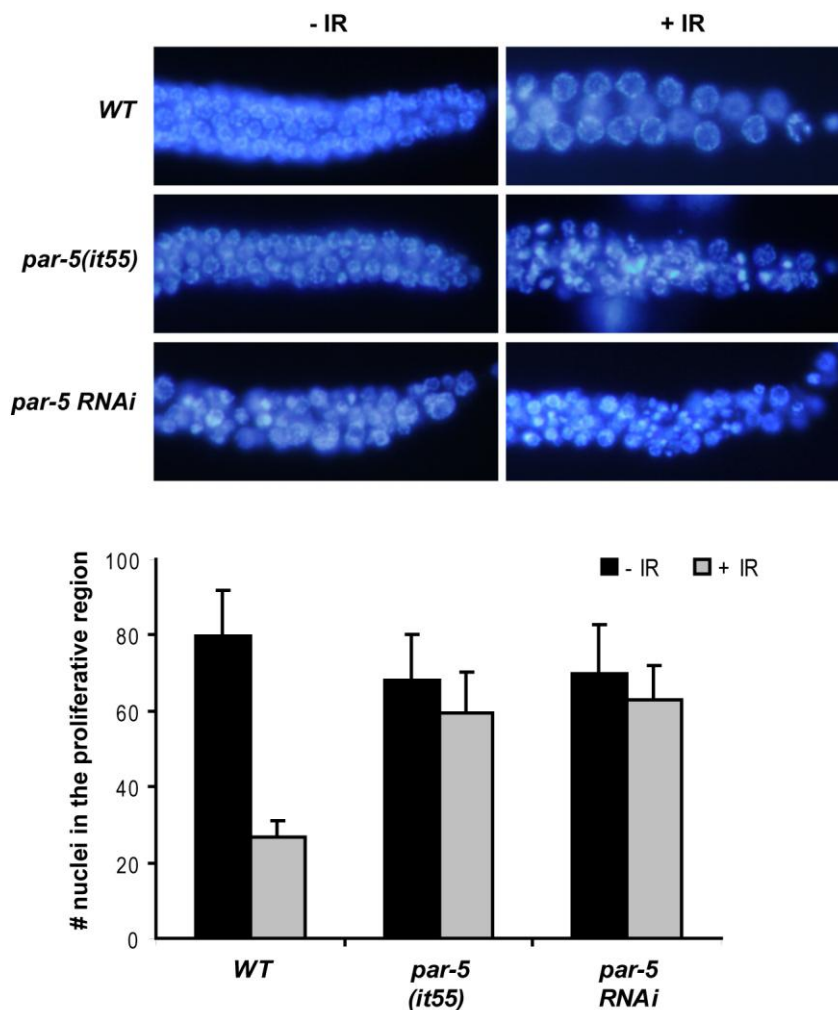 - IR + IR
WT
par-5(it55)
par-5 RNAi
# nuclei in the proliferative region
100
80
60
40
20
0
- IR + IR
WT par-5 par-5
(it55) RNAi